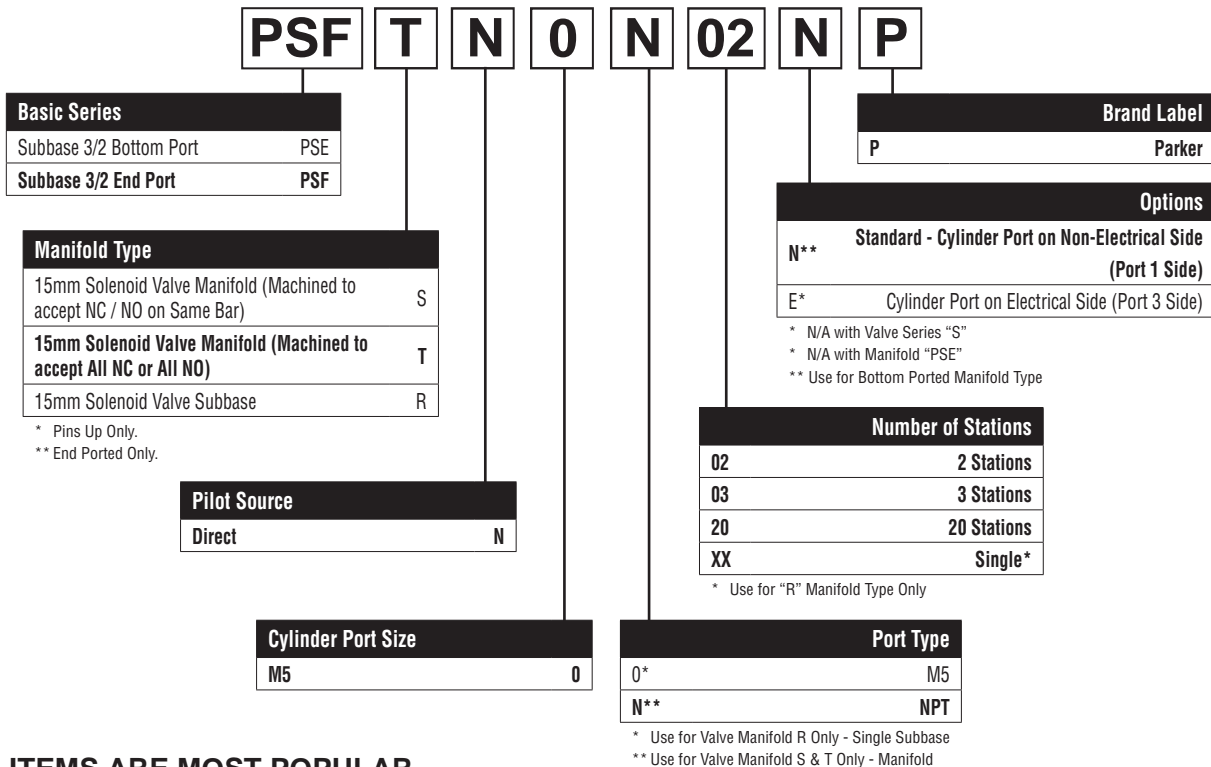 PSF T N 0 N 02 N P
Basic Series
Subbase 3/2 Bottom Port PSE
Subbase 3/2 End Port PSF
Brand Label
P Parker
Options
N** Standard - Cylinder Port on Non-Electrical Side
(Port 1 Side)
E* Cylinder Port on Electrical Side (Port 3 Side)
* N/A with Valve Series “S”
* N/A with Manifold “PSE”
** Use for Bottom Ported Manifold Type
Manifold Type
15mm Solenoid Valve Manifold (Machined to
accept NC / NO on Same Bar) S
15mm Solenoid Valve Manifold (Machined to
accept All NC or All NO) T
15mm Solenoid Valve Subbase R
* Pins Up Only.
** End Ported Only.
Number of Stations
02 2 Stations
03 3 Stations
20 20 Stations
XX Single*
* Use for “R” Manifold Type Only
Pilot Source
Direct N
Cylinder Port Size
M5 0
Port Type
0* M5
N** NPT
* Use for Valve Manifold R Only - Single Subbase
** Use for Valve Manifold S & T Only - Manifold
ITEMS ARE MOST POPULAR